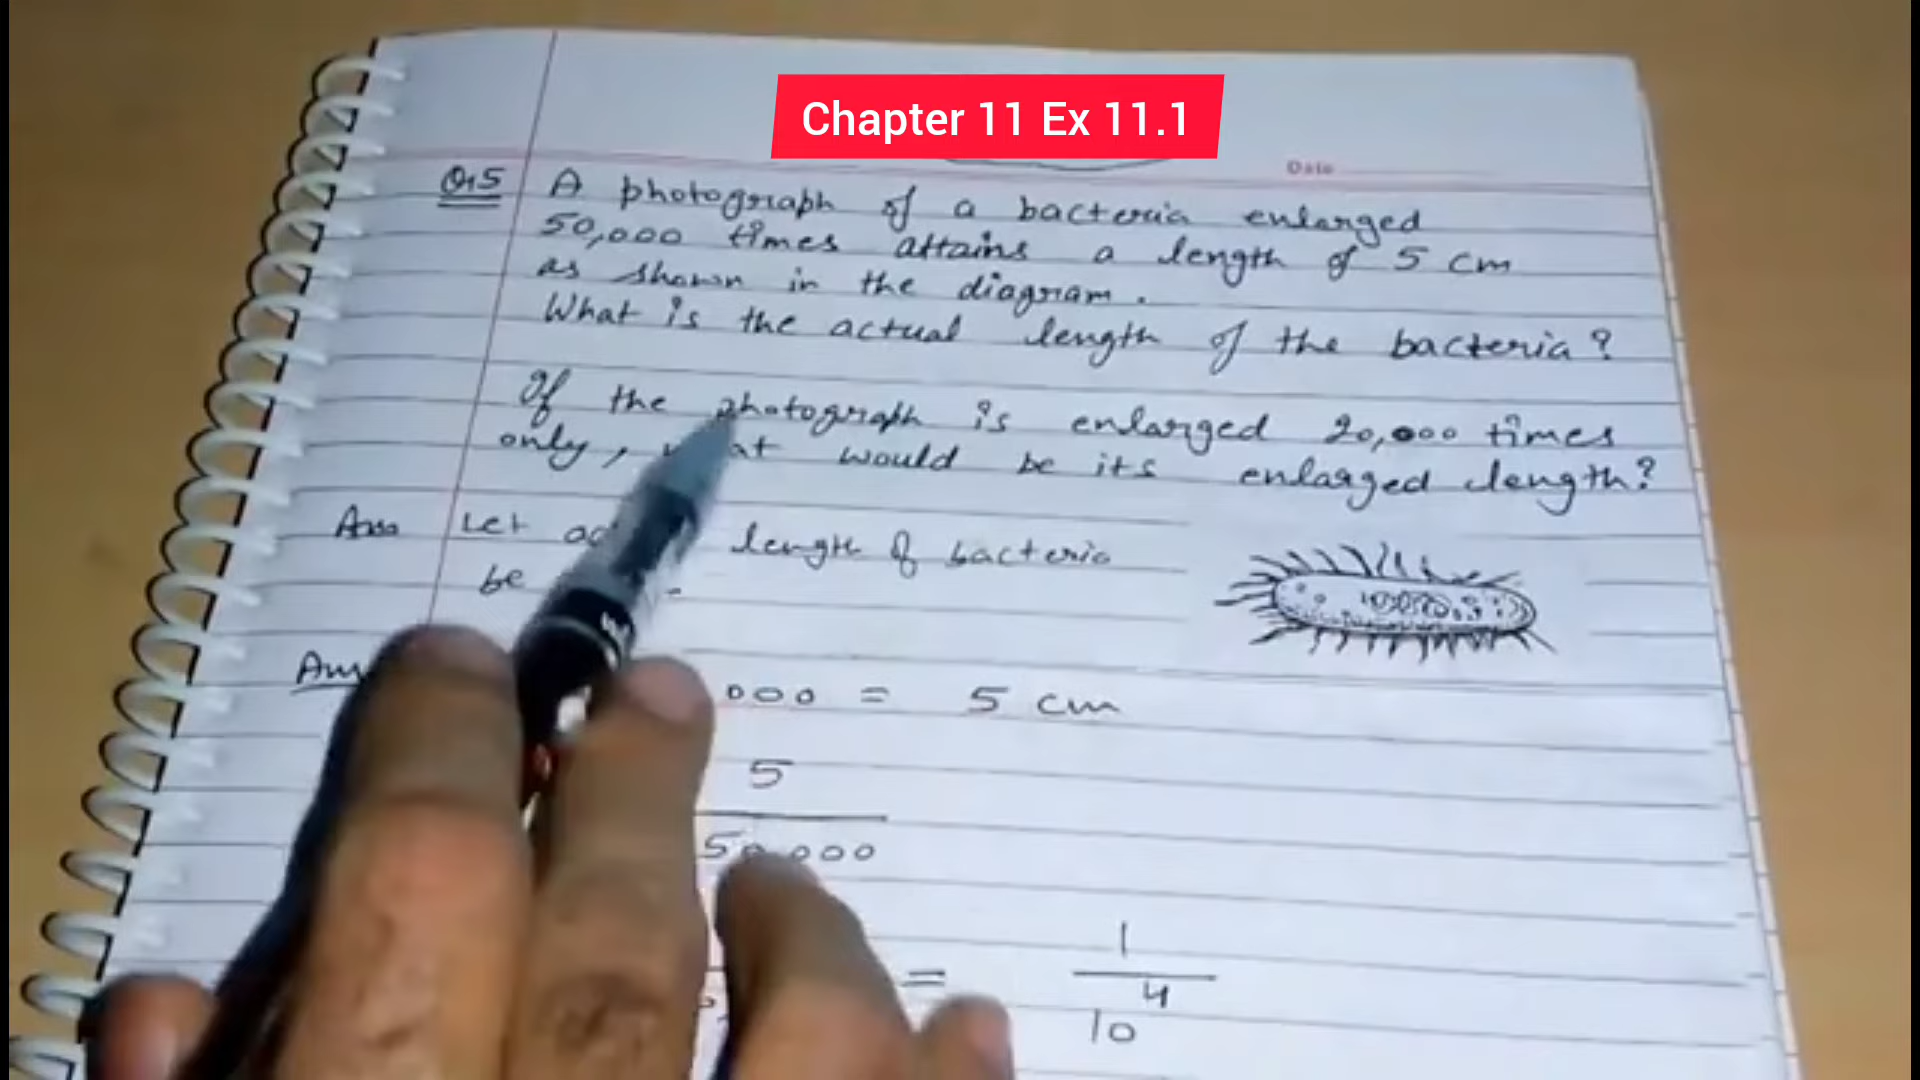 Chapter 11 Ex 11.1
Date
Q.5 A photograph of a bacteria enlarged
50,000 times attains a length of 5 cm
as shown in the diagram.
What is the actual length of the bacteria?
If the photograph is enlarged 20,000 times
only, would be its enlarged length?
Ans Let length of bacteria
be
Ans 000 = 5 cm
5
50,000
= 1
10 4